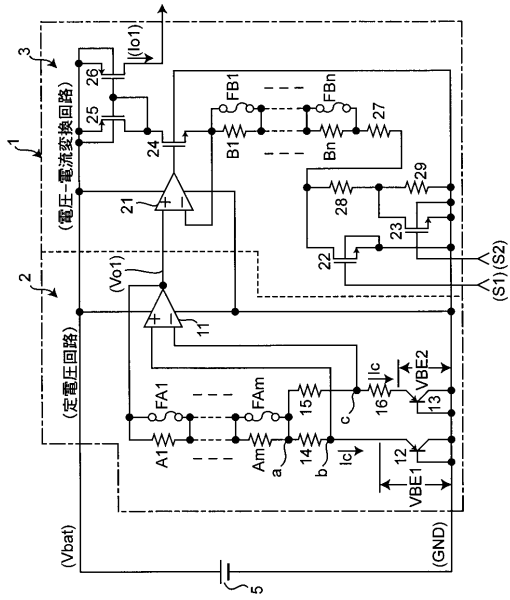 1
2
3
(定電圧回路)
(電圧-電流変換回路)
(Vbat)
(GND)
5
(Vo1)
(Io1)
11
+
−
21
+
−
25
26
24
A1
FA1
Am
FAm
a
14
15
b
c
Ic
Ic
16
12
13
VBE1
VBE2
B1
FB1
Bn
FBn
27
28
29
22
23
(S1)
(S2)